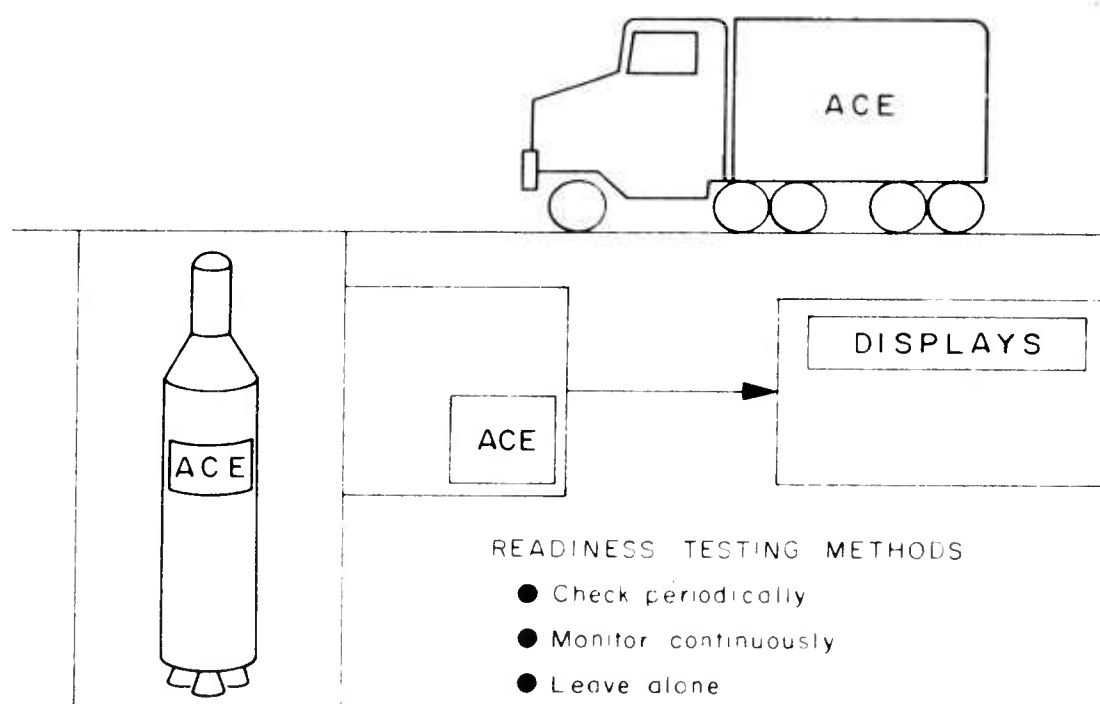 ACE
DISPLAYS
ACE
ACE
READINESS TESTING METHODS
● Check periodically
● Monitor continuously
● Leave alone